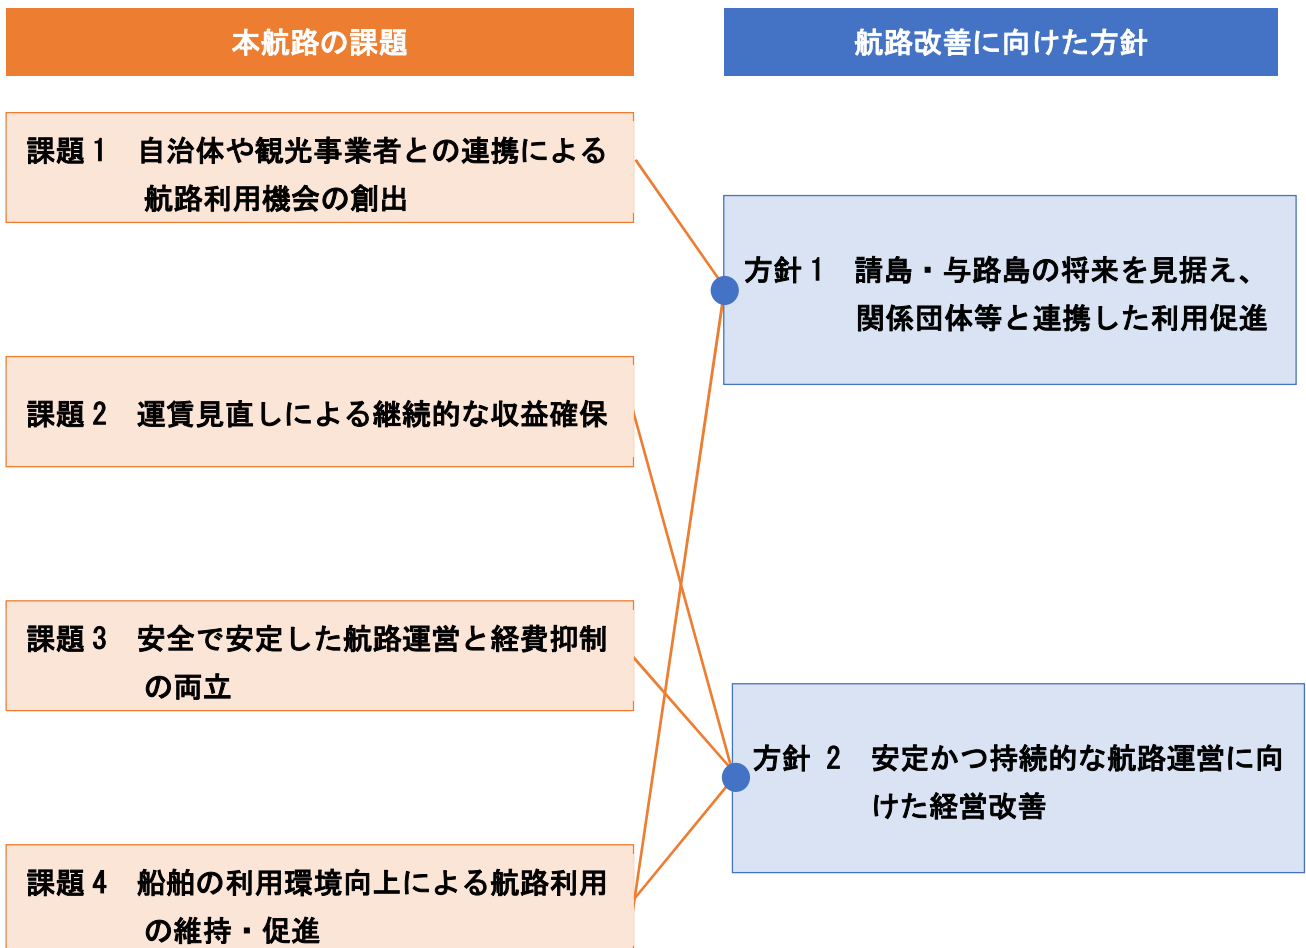 本航路の課題
航路改善に向けた方針
課題1　自治体や観光事業者との連携による
航路利用機会の創出
方針1　請島・与路島の将来を見据え、
関係団体等と連携した利用促進
課題2　運賃見直しによる継続的な収益確保
課題3　安全で安定した航路運営と経費抑制
の両立
方針 2　安定かつ持続的な航路運営に向
けた経営改善
課題4　船舶の利用環境向上による航路利用
の維持・促進